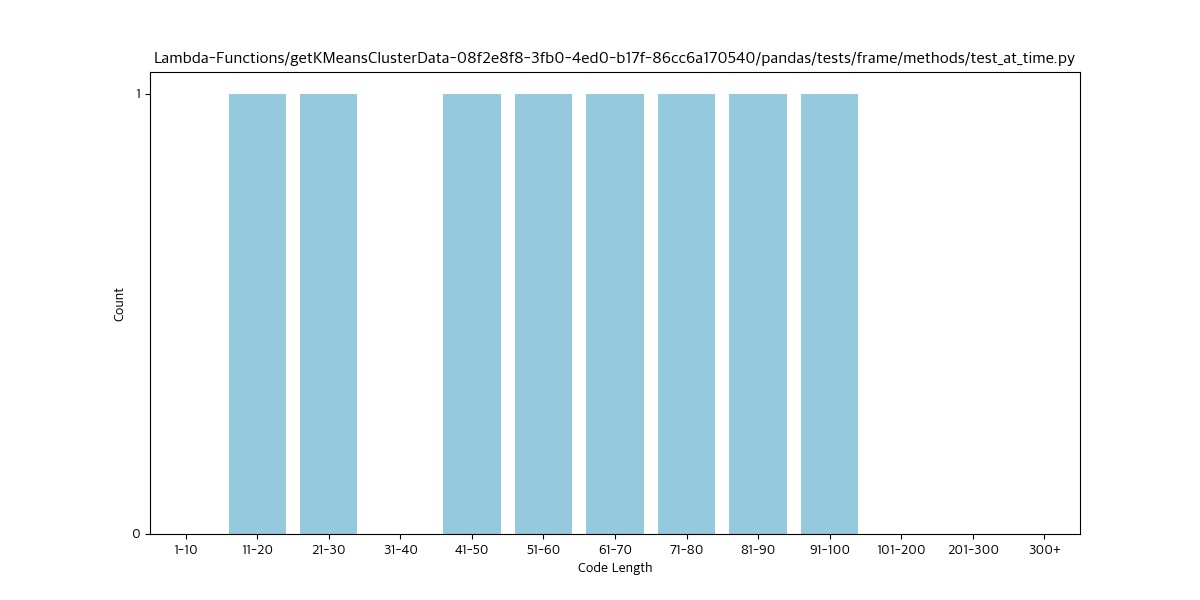 Lambda-Functions/getKMeansClusterData-08f2e8f8-3fb0-4ed0-b17f-86cc6a170540/pandas/tests/frame/methods/test_at_time.py
1
Count
0
1-10 11-20 21-30 31-40 41-50 51-60 61-70 71-80 81-90 91-100 101-200 201-300 300+
Code Length